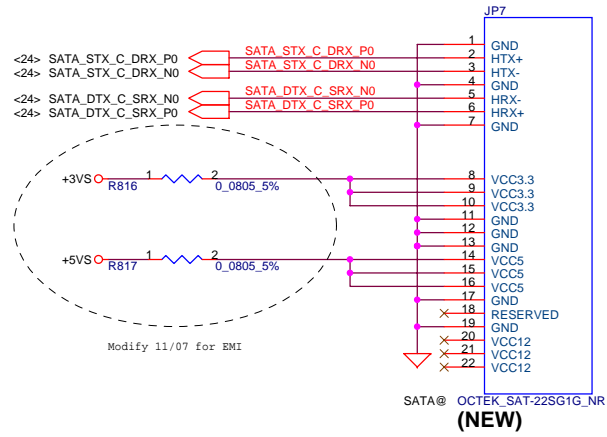 JP7
<24> SATA_STX_C_DRX_P0 SATA_STX_C_DRX_P0 1 GND
<24> SATA_STX_C_DRX_N0 SATA_STX_C_DRX_N0 2 HTX+
3 HTX-
4 GND
<24> SATA_DTX_C_SRX_N0 SATA_DTX_C_SRX_N0 5 HRX-
<24> SATA_DTX_C_SRX_P0 SATA_DTX_C_SRX_P0 6 HRX+
7 GND
+3VS R816 1 2 0_0805_5% 8 VCC3.3
9 VCC3.3
10 VCC3.3
11 GND
12 GND
13 GND
+5VS R817 1 2 0_0805_5% 14 VCC5
15 VCC5
16 VCC5
17 GND
18 RESERVED
19 GND
20 VCC12
21 VCC12
22 VCC12
Modify 11/07 for EMI
SATA@ OCTEK_SAT-22SG1G_NR
(NEW)